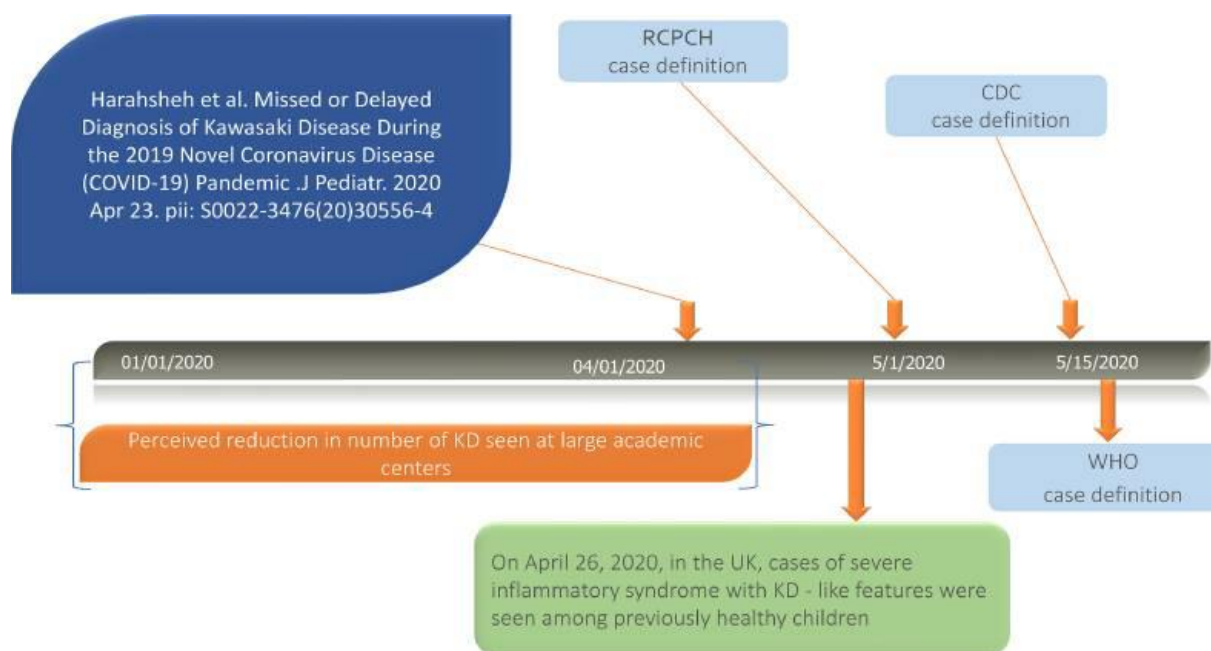 RCPCH
case definition
CDC
case definition
Harahsheh et al. Missed or Delayed
Diagnosis of Kawasaki Disease During
the 2019 Novel Coronavirus Disease
(COVID-19) Pandemic .J Pediatr. 2020
Apr 23. pii: S0022-3476(20)30556-4
01/01/2020
04/01/2020
5/1/2020
5/15/2020
Perceived reduction in number of KD seen at large academic
centers
WHO
case definition
On April 26, 2020, in the UK, cases of severe
inflammatory syndrome with KD - like features were
seen among previously healthy children